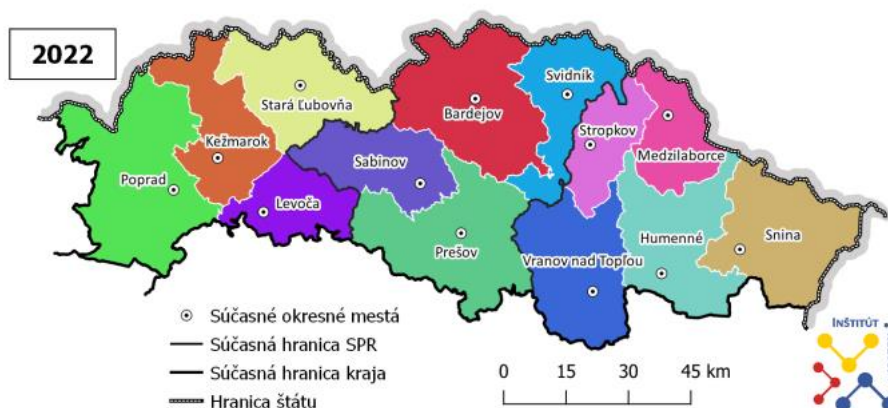 2022
Svidník
Stará Ľubovňa
Bardejov
Stropkov
Kežmarok
Medzilaborce
Sabinov
Poprad
Levoča
Humenné
Snina
Prešov
Vranov nad Topľou
Súčasné okresné mestá
Súčasná hranica SPR
Súčasná hranica kraja
Hranica štátu
0 15 30 45 km
INŠTITÚT